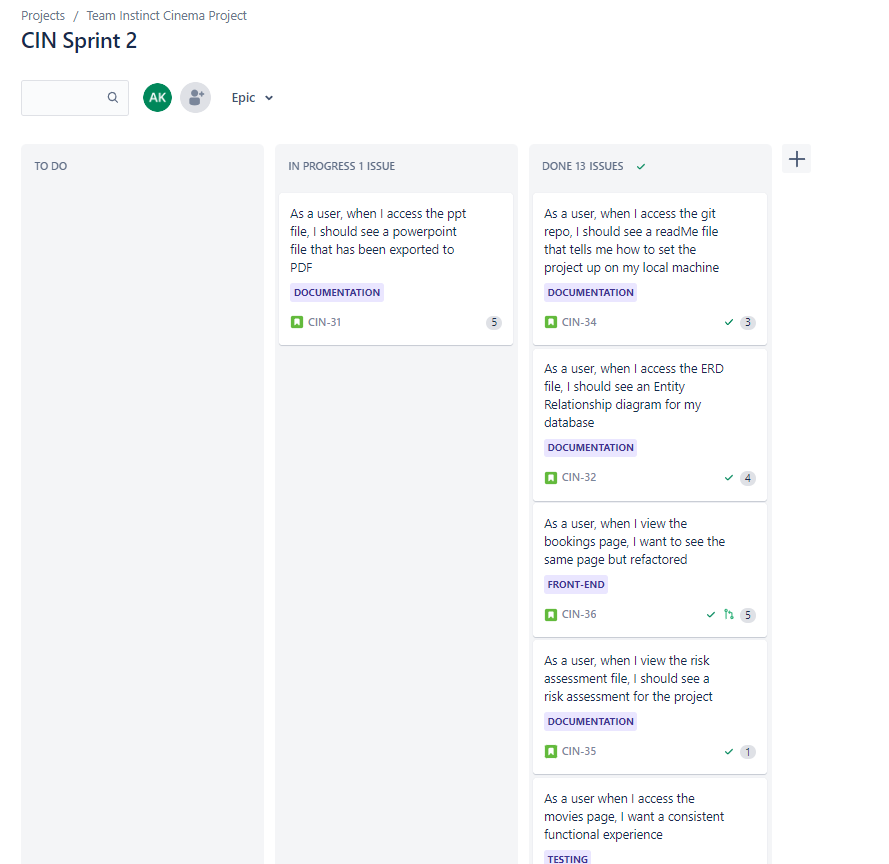 Projects / Team Instinct Cinema Project
CIN Sprint 2
AK Epic
TO DO
IN PROGRESS 1 ISSUE
As a user, when I access the ppt
file, I should see a powerpoint
file that has been exported to
PDF
DOCUMENTATION
CIN-31 5
DONE 13 ISSUES
As a user, when I access the git
repo, I should see a readMe file
that tells me how to set the
project up on my local machine
DOCUMENTATION
CIN-34 3
As a user, when I access the ERD
file, I should see an Entity
Relationship diagram for my
database
DOCUMENTATION
CIN-32 4
As a user, when I view the
bookings page, I want to see the
same page but refactored
FRONT-END
CIN-36 5
As a user, when I view the risk
assessment file, I should see a
risk assessment for the project
DOCUMENTATION
CIN-35 1
As a user when I access the
movies page, I want a consistent
functional experience
TESTING